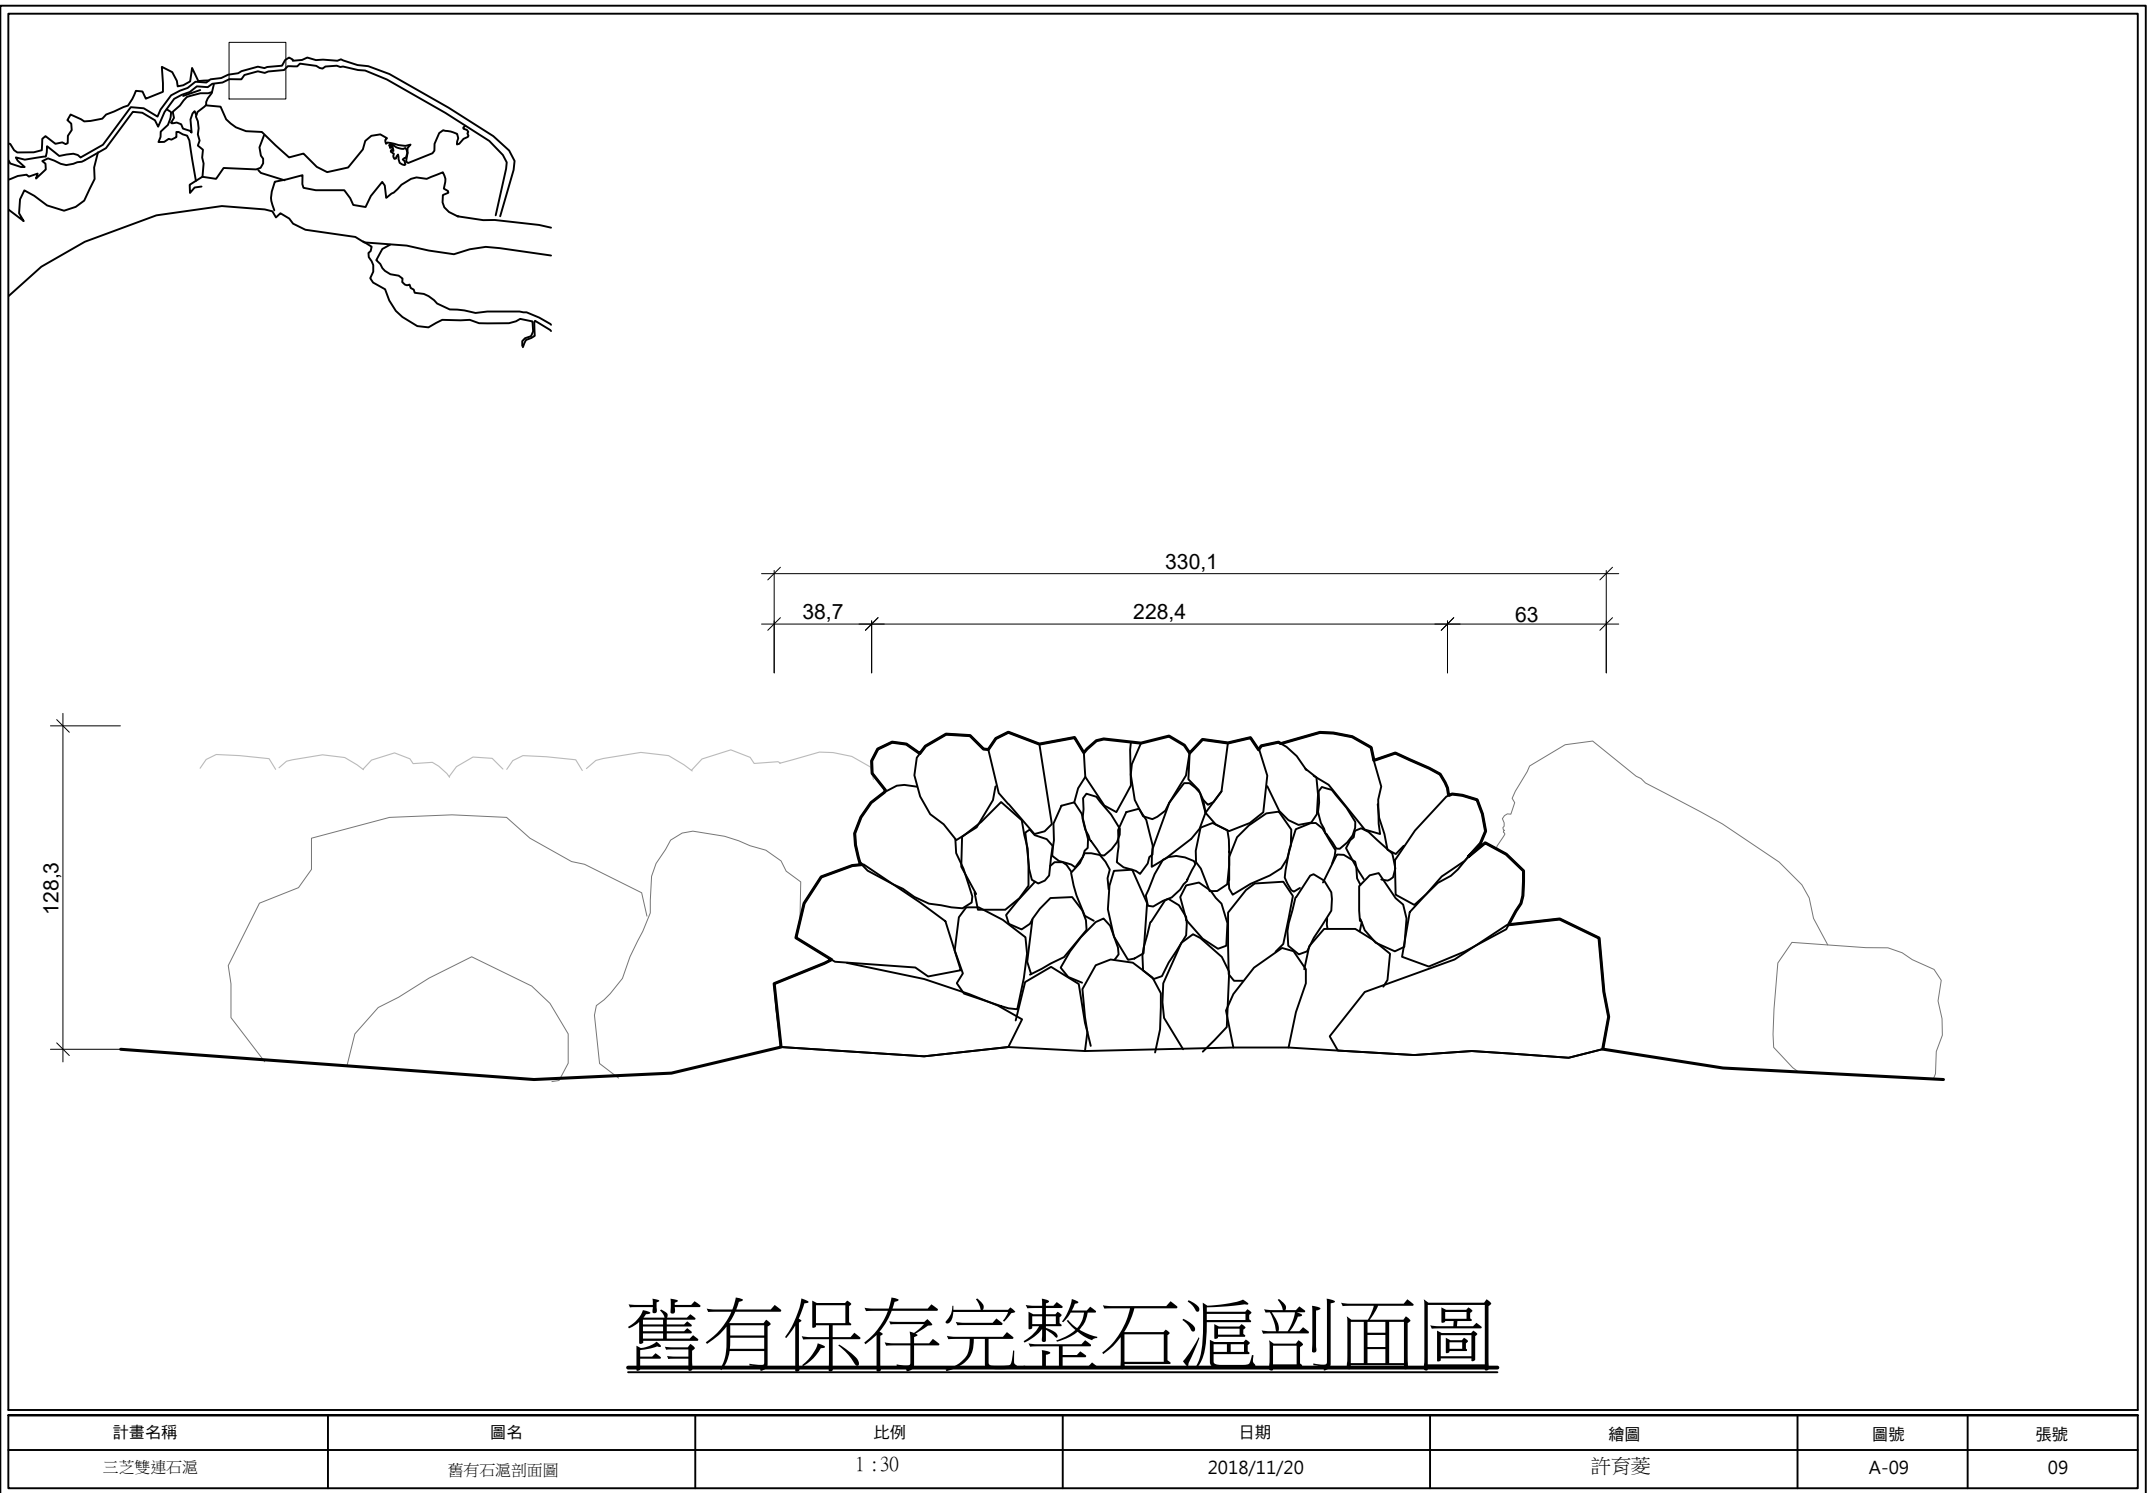 330,1
38,7 228,4 63
128,3
舊有保存完整石滬剖面圖
計畫名稱 圖名 比例 日期 繪圖 圖號 張號
三芝雙連石滬 舊有石滬剖面圖 1 :30 2018/11/20 許育菱 A-09 09